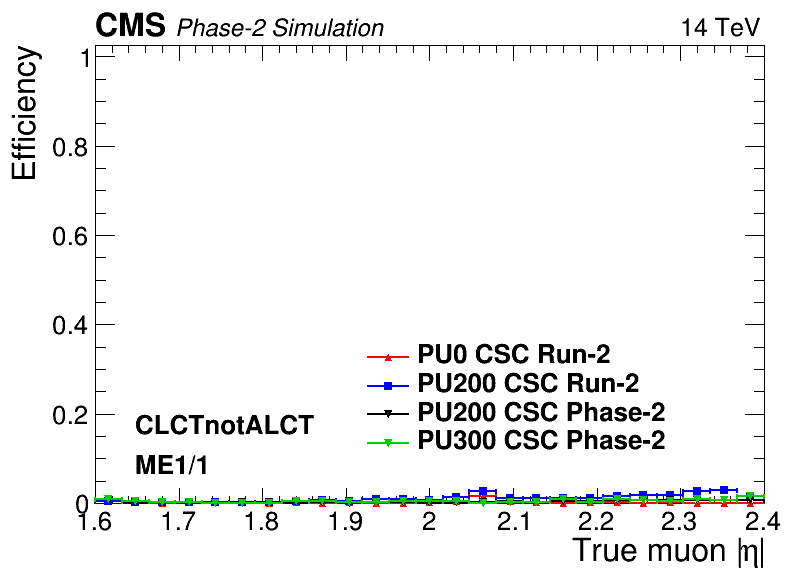 CMS Phase-2 Simulation 14 TeV
Efficiency
1
0.8
0.6
0.4
0.2
0
PU0 CSC Run-2
PU200 CSC Run-2
PU200 CSC Phase-2
PU300 CSC Phase-2
CLCTnotALCT
ME1/1
1.6 1.7 1.8 1.9 2 2.1 2.2 2.3 2.4
True muon |η|